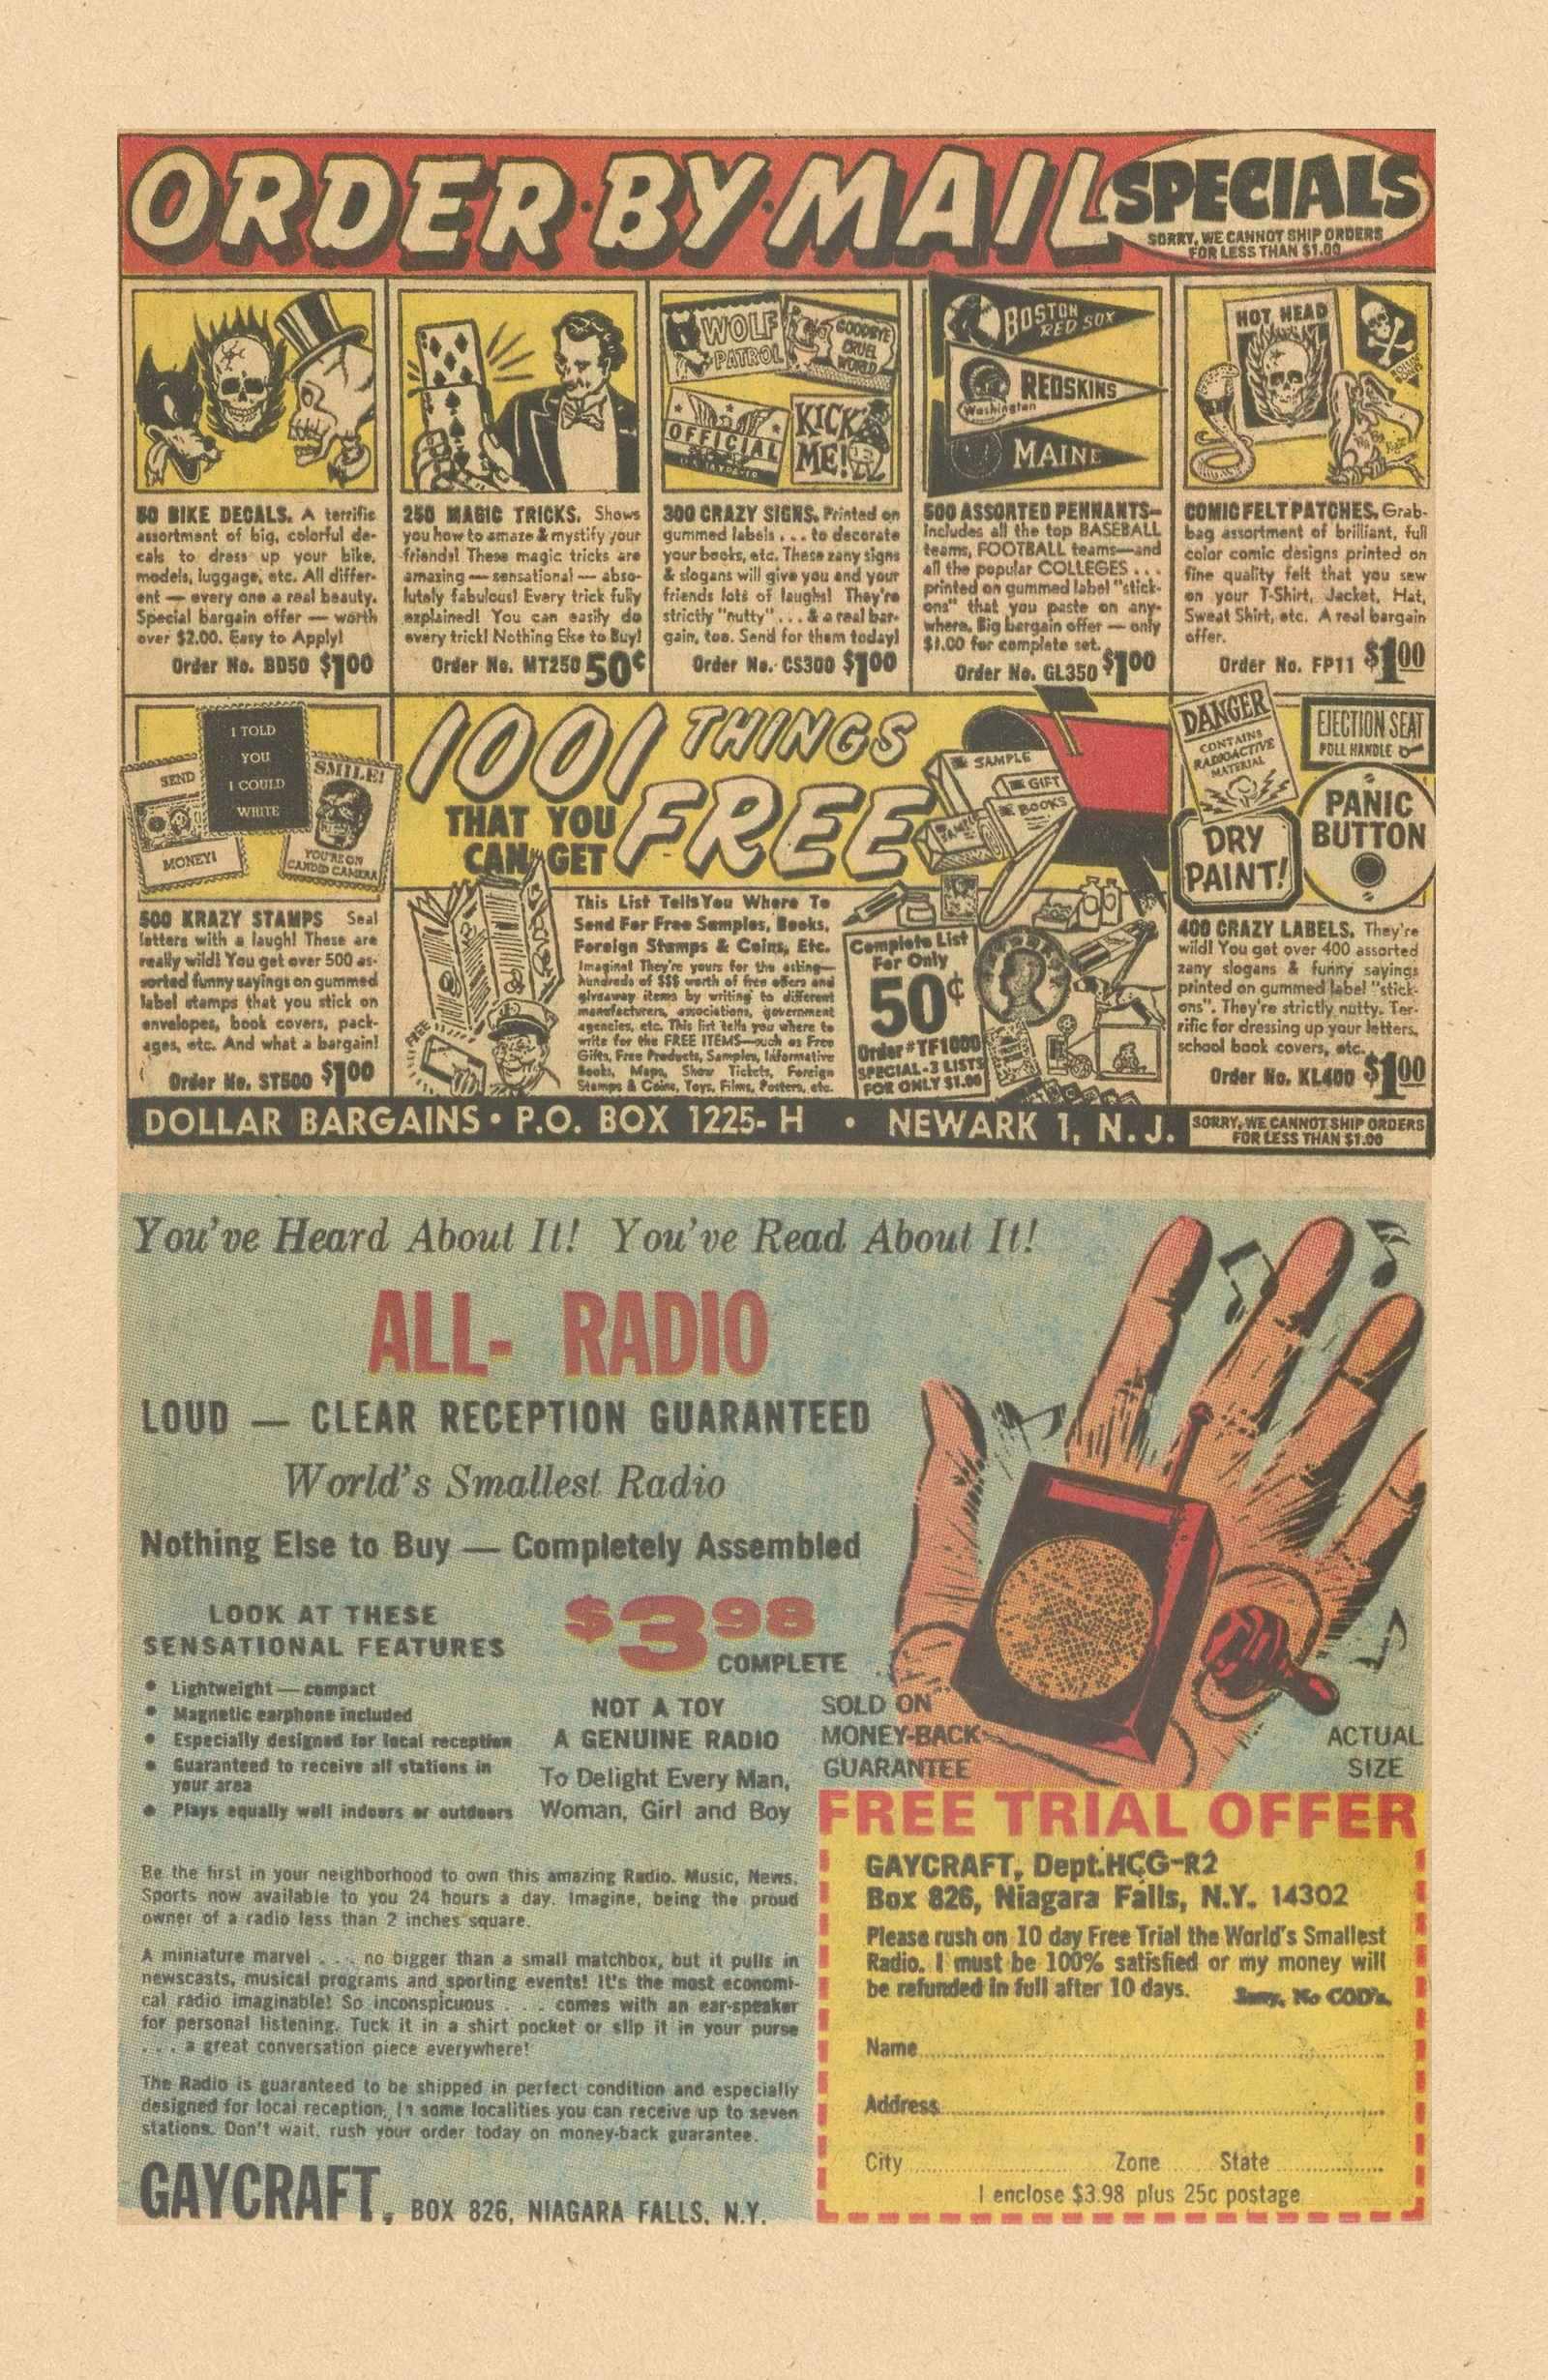 ORDER·BY·MAIL SPECIALS
SORRY, WE CANNOT SHIP ORDERS
FOR LESS THAN $1.00
WOLF
PATROL
GOODBYE
CRUEL
WORLD
OFFICIAL
KICK
ME!
BOSTON
RED SOX
REDSKINS
Washington
MAINE
HOT HEAD
50 BIKE DECALS. A terrific
assortment of big, colorful de-
cals to dress up your bike,
models, luggage, etc. All differ-
ent — every one a real beauty.
Special bargain offer — worth
over $2.00. Easy to Apply!
Order No. BD50 $1.00
250 MAGIC TRICKS. Shows
you how to amaze & mystify your
friends! These magic tricks are
amazing — sensational — abso-
lutely fabulous! Every trick fully
explained! You can easily do
every trick! Nothing Else to Buy!
Order No. MT250 50¢
300 CRAZY SIGNS. Printed on
gummed labels . . . to decorate
your books, etc. These zany signs
& slogans will give you and your
friends lots of laughs! They're
strictly "nutty" . . . & a real bar-
gain, too. Send for them today!
Order No. CS300 $1.00
500 ASSORTED PENNANTS—
Includes all the top BASEBALL
teams, FOOTBALL teams—and
all the popular COLLEGES . . .
printed on gummed label "stick-
ons" that you paste on any-
where. Big bargain offer — only
$1.00 for complete set.
Order No. GL350 $1.00
COMIC FELT PATCHES. Grab-
bag assortment of brilliant, full
color comic designs printed on
fine quality felt that you sew
on your T-Shirt, Jacket, Hat,
Sweat Shirt, etc. A real bargain
offer.
Order No. FP11 $1.00
SEND
MONEY!
I TOLD
YOU
I COULD
WRITE
SMILE!
YOU'RE ON
CANDID CAMERA
500 KRAZY STAMPS Seal
letters with a laugh! These are
really wild! You get over 500 as-
sorted funny sayings on gummed
label stamps that you stick on
envelopes, book covers, pack-
ages, etc. And what a bargain!
Order No. ST500 $1.00
1001 THINGS
THAT YOU
CAN GET FREE
SAMPLE
GIFT
BOOKS
FREE
This List Tells You Where To
Send For Free Samples, Books,
Foreign Stamps & Coins, Etc.
Imagine! They're yours for the asking—
hundreds of $$$ worth of free offers and
giveaway items by writing to different
manufacturers, associations, government
agencies, etc. This list tells you where to
write for the FREE ITEMS—such as Free
Gifts, Free Products, Samples, Informative
Books, Maps, Show Tickets, Foreign
Stamps & Coins, Toys, Films, Posters, etc.
Complete List
For Only
50¢
Order #TF1000
SPECIAL-3 LISTS
FOR ONLY $1.00
DANGER
CONTAINS
RADIOACTIVE
MATERIAL
EJECTION SEAT
PULL HANDLE
DRY
PAINT!
PANIC
BUTTON
400 CRAZY LABELS. They're
wild! You get over 400 assorted
zany slogans & funny sayings
printed on gummed label "stick-
ons". They're strictly nutty. Ter-
rific for dressing up your letters,
school book covers, etc.
Order No. KL400 $1.00
DOLLAR BARGAINS • P.O. BOX 1225- H • NEWARK 1, N. J.
SORRY, WE CANNOT SHIP ORDERS
FOR LESS THAN $1.00
You've Heard About It! You've Read About It!
ALL- RADIO
LOUD — CLEAR RECEPTION GUARANTEED
World's Smallest Radio
Nothing Else to Buy — Completely Assembled
LOOK AT THESE
SENSATIONAL FEATURES
• Lightweight — compact
• Magnetic earphone included
• Especially designed for local reception
• Guaranteed to receive all stations in
your area
• Plays equally well indoors or outdoors
$3.98
COMPLETE
NOT A TOY
A GENUINE RADIO
To Delight Every Man,
Woman, Girl and Boy
SOLD ON
MONEY-BACK
GUARANTEE
ACTUAL
SIZE
Be the first in your neighborhood to own this amazing Radio. Music, News,
Sports now available to you 24 hours a day. Imagine, being the proud
owner of a radio less than 2 inches square.
A miniature marvel . . . no bigger than a small matchbox, but it pulls in
newscasts, musical programs and sporting events! It's the most economi-
cal radio imaginable! So inconspicuous . . . comes with an ear-speaker
for personal listening. Tuck it in a shirt pocket or slip it in your purse
. . . a great conversation piece everywhere!
The Radio is guaranteed to be shipped in perfect condition and especially
designed for local reception. In some localities you can receive up to seven
stations. Don't wait, rush your order today on money-back guarantee.
GAYCRAFT, BOX 826, NIAGARA FALLS, N.Y.
FREE TRIAL OFFER
GAYCRAFT, Dept. HCG-R2
Box 826, Niagara Falls, N.Y. 14302
Please rush on 10 day Free Trial the World's Smallest
Radio. I must be 100% satisfied or my money will
be refunded in full after 10 days. Sorry, No COD's.
Name
Address
City Zone State
I enclose $3.98 plus 25c postage